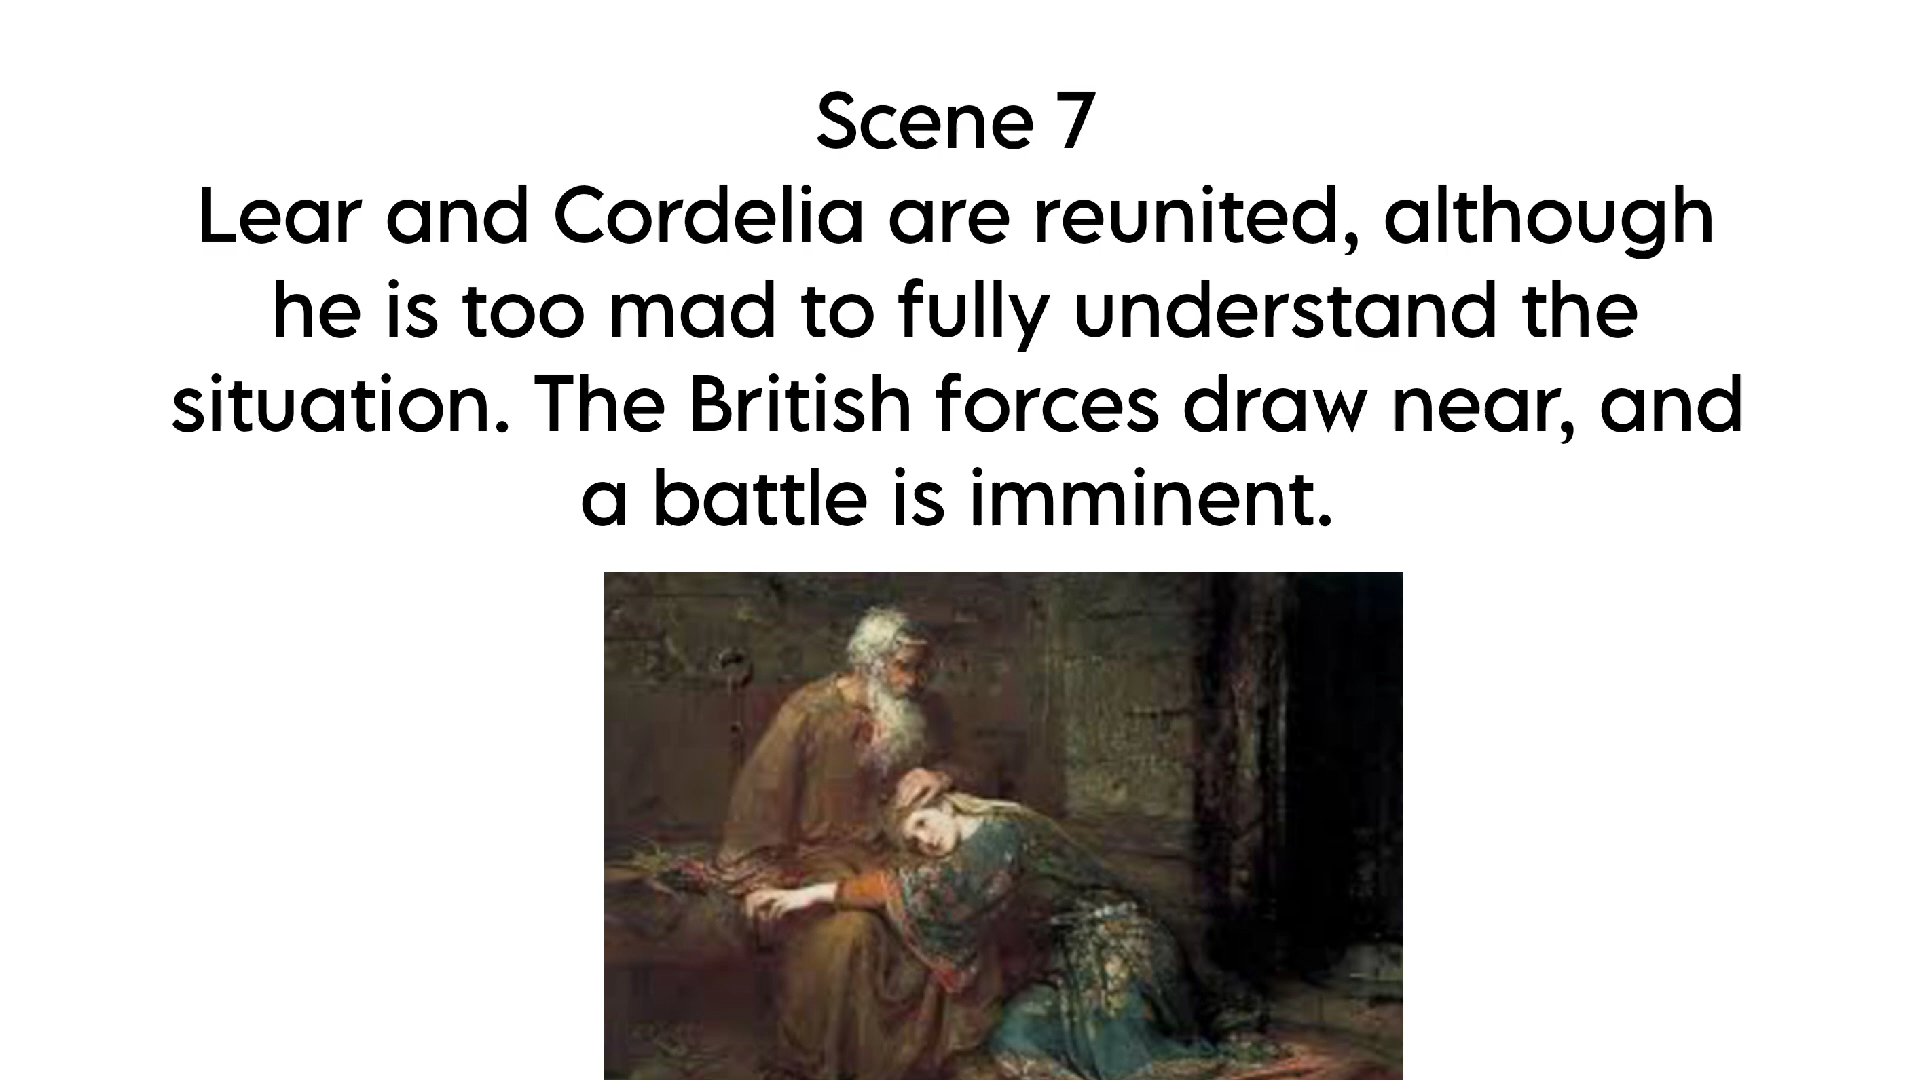 Scene 7
Lear and Cordelia are reunited, although
he is too mad to fully understand the
situation. The British forces draw near, and
a battle is imminent.